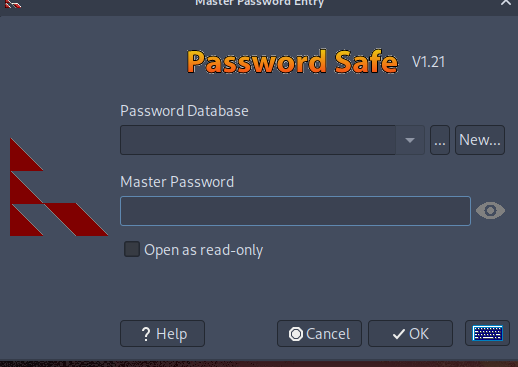 Master Password Entry
Password Safe V1.21
Password Database
... New...
Master Password
Open as read-only
? Help Cancel OK